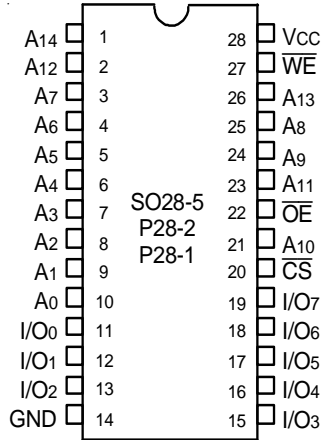 A14 1 28 VCC
A12 2 27 W̅E̅
A7 3 26 A13
A6 4 25 A8
A5 5 24 A9
A4 6 23 A11
A3 7 SO28-5 22 O̅E̅
A2 8 P28-2 21 A10
A1 9 P28-1 20 C̅S̅
A0 10 19 I/O7
I/O0 11 18 I/O6
I/O1 12 17 I/O5
I/O2 13 16 I/O4
GND 14 15 I/O3